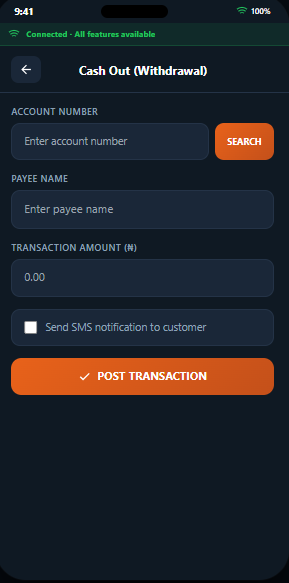 9:41
100%
Connected · All features available
Cash Out (Withdrawal)
ACCOUNT NUMBER
Enter account number
SEARCH
PAYEE NAME
Enter payee name
TRANSACTION AMOUNT (₦)
0.00
Send SMS notification to customer
POST TRANSACTION